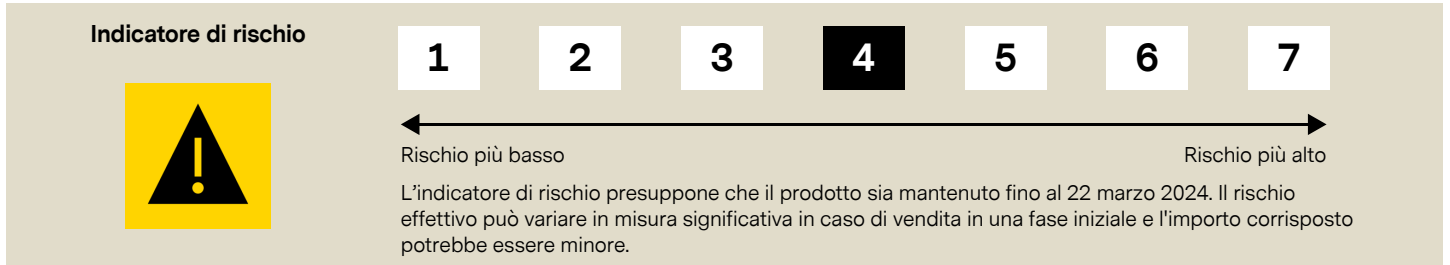 Indicatore di rischio
1 2 3 4 5 6 7
Rischio più basso Rischio più alto
L’indicatore di rischio presuppone che il prodotto sia mantenuto fino al 22 marzo 2024. Il rischio
effettivo può variare in misura significativa in caso di vendita in una fase iniziale e l'importo corrisposto
potrebbe essere minore.